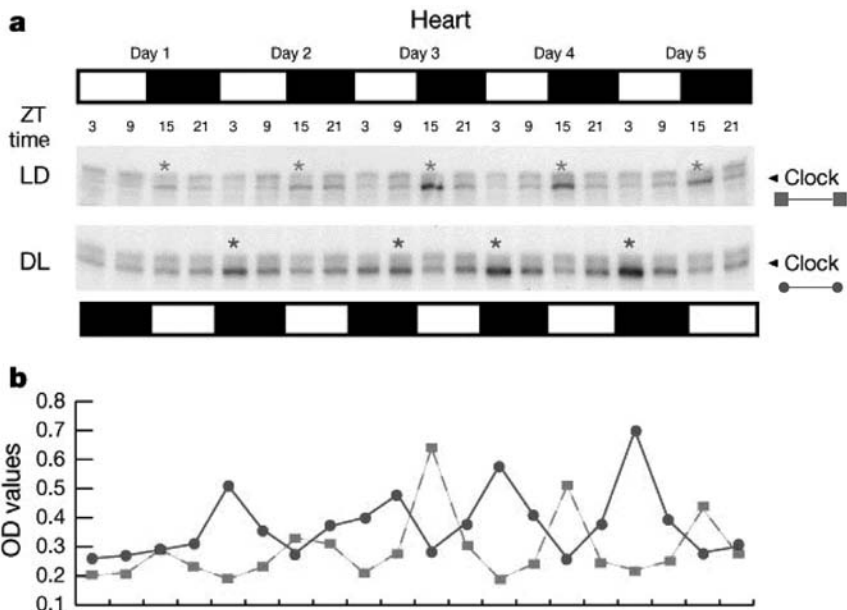 a
Heart
Day 1 Day 2 Day 3 Day 4 Day 5
ZT time 3 9 15 21 3 9 15 21 3 9 15 21 3 9 15 21 3 9 15 21
* * * * *
LD ◄ Clock
* * * *
DL ◄ Clock
b
OD values
0.8
0.7
0.6
0.5
0.4
0.3
0.2
0.1